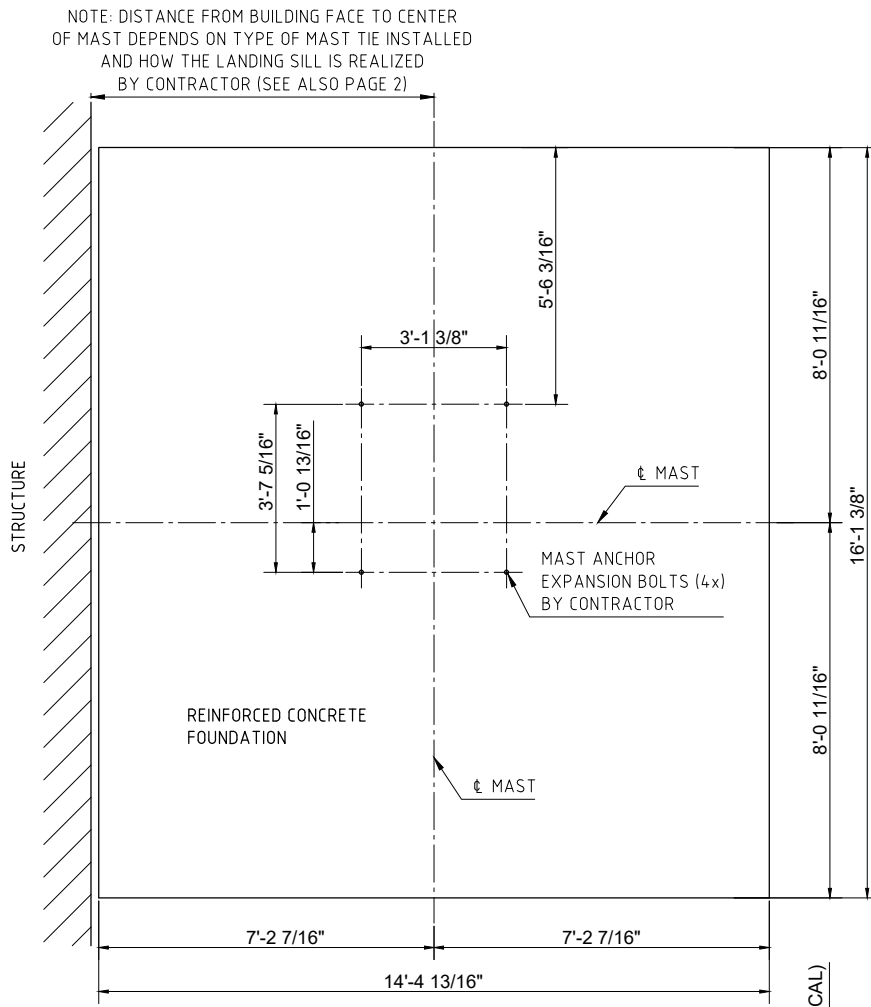 NOTE: DISTANCE FROM BUILDING FACE TO CENTER
OF MAST DEPENDS ON TYPE OF MAST TIE INSTALLED
AND HOW THE LANDING SILL IS REALIZED
BY CONTRACTOR (SEE ALSO PAGE 2)
5'-6 3/16"
8'-0 11/16"
3'-1 3/8"
3'-7 5/16"
1'-0 13/16"
STRUCTURE
℄ MAST
16'-1 3/8"
MAST ANCHOR
EXPANSION BOLTS (4x)
BY CONTRACTOR
8'-0 11/16"
REINFORCED CONCRETE
FOUNDATION
℄ MAST
7'-2 7/16"
7'-2 7/16"
14'-4 13/16"
CAL)